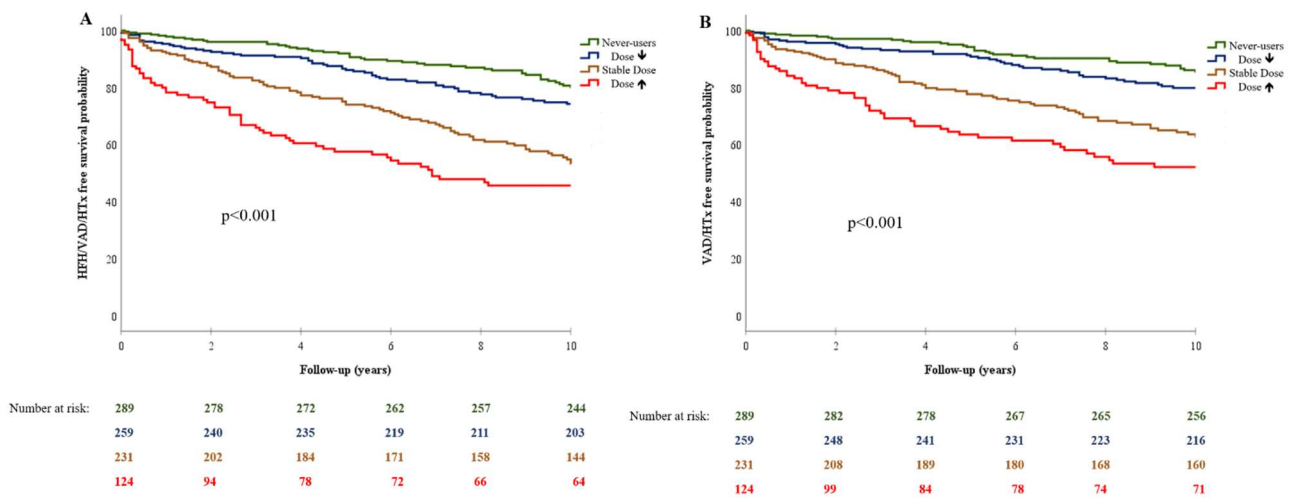 A
100
80
60
40
20
0
HFH/VAD/HTx free survival probability
Never-users
Dose ↓
Stable Dose
Dose ↑
p<0.001
0 2 4 6 8 10
Follow-up (years)
Number at risk: 289 278 272 262 257 244
259 240 235 219 211 203
231 202 184 171 158 144
124 94 78 72 66 64
B
100
80
60
40
20
0
VAD/HTx free survival probability
Never-users
Dose ↓
Stable Dose
Dose ↑
p<0.001
0 2 4 6 8 10
Follow-up (years)
Number at risk: 289 282 278 267 265 256
259 248 241 231 223 216
231 208 189 180 168 160
124 99 84 78 74 71